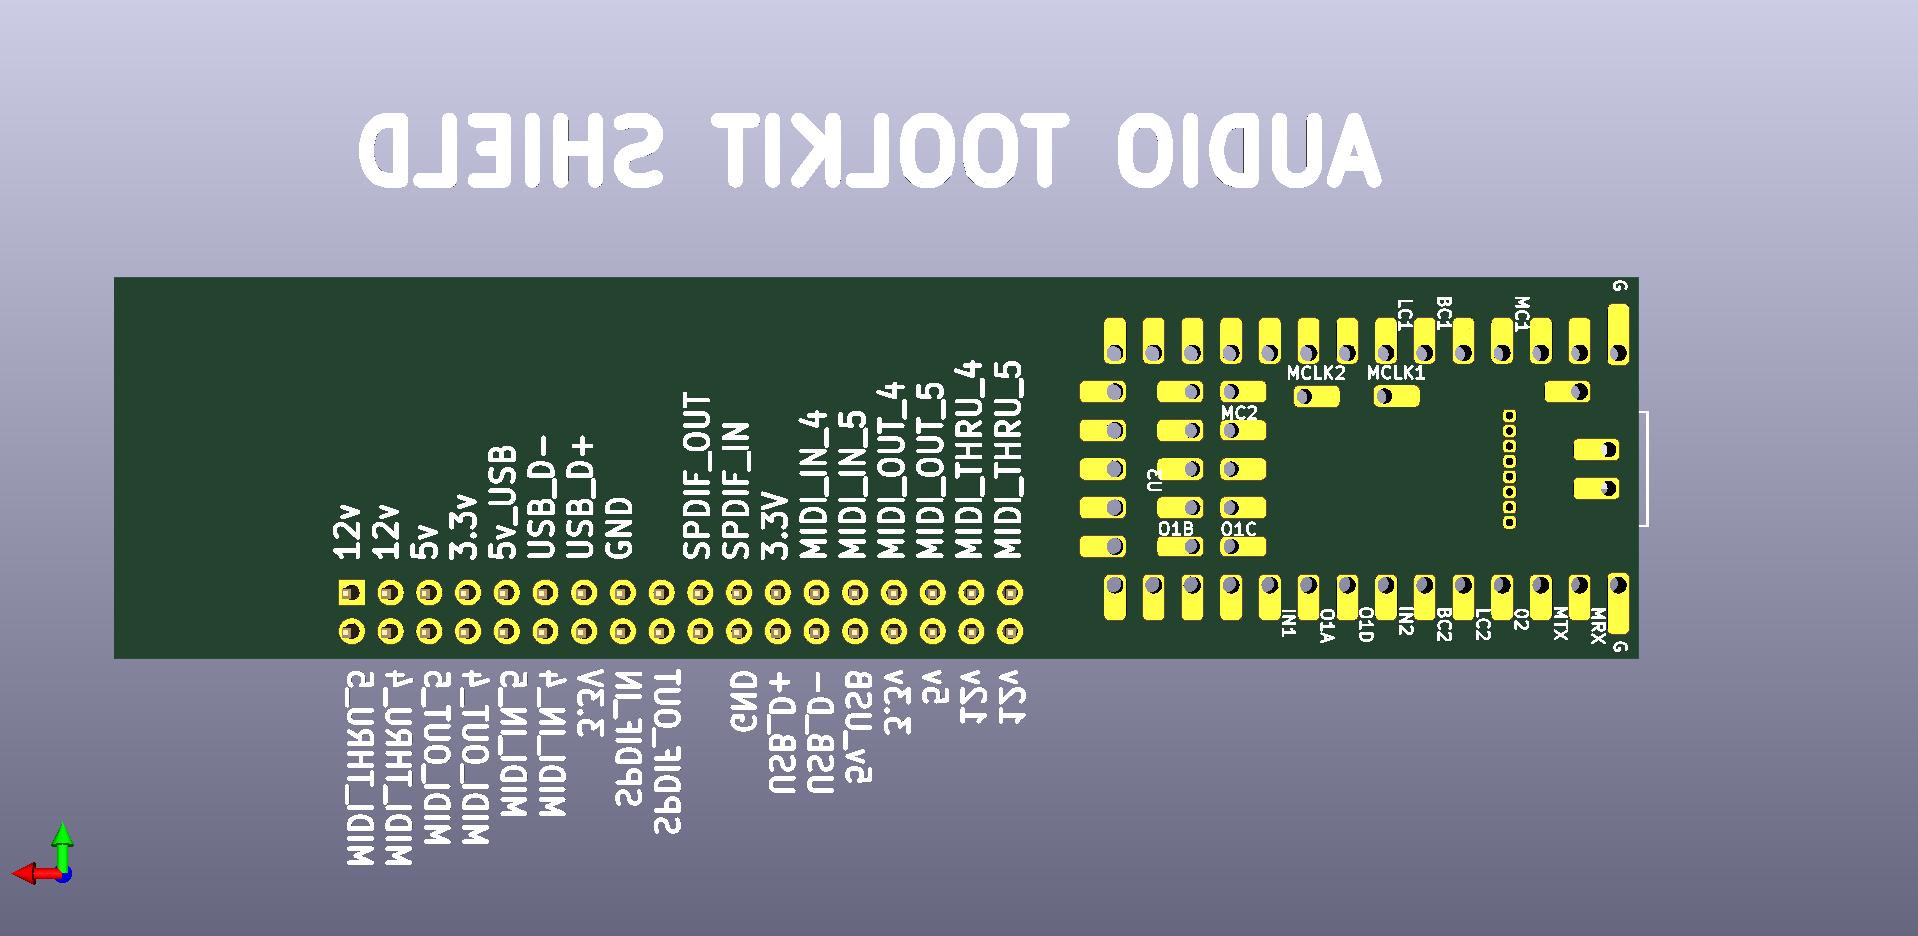 AUDIO TOOLKIT SHIELD
12v
12v
5v
3.3v
5v_USB
USB_D-
USB_D+
GND
SPDIF_OUT
SPDIF_IN
3.3V
MIDI_IN_4
MIDI_IN_5
MIDI_OUT_4
MIDI_OUT_5
MIDI_THRU_4
MIDI_THRU_5
LC1
BC1
MC1
G
MCLK2
MCLK1
MC2
U2
O1B
O1C
IN1
O1A
O1D
IN2
BC2
LC2
O2
MTX
MRX
G
MIDI_THRU_5
MIDI_THRU_4
MIDI_OUT_5
MIDI_OUT_4
MIDI_IN_5
MIDI_IN_4
3.3V
SPDIF_IN
SPDIF_OUT
GND
USB_D+
USB_D-
5v_USB
3.3v
5v
12v
12v